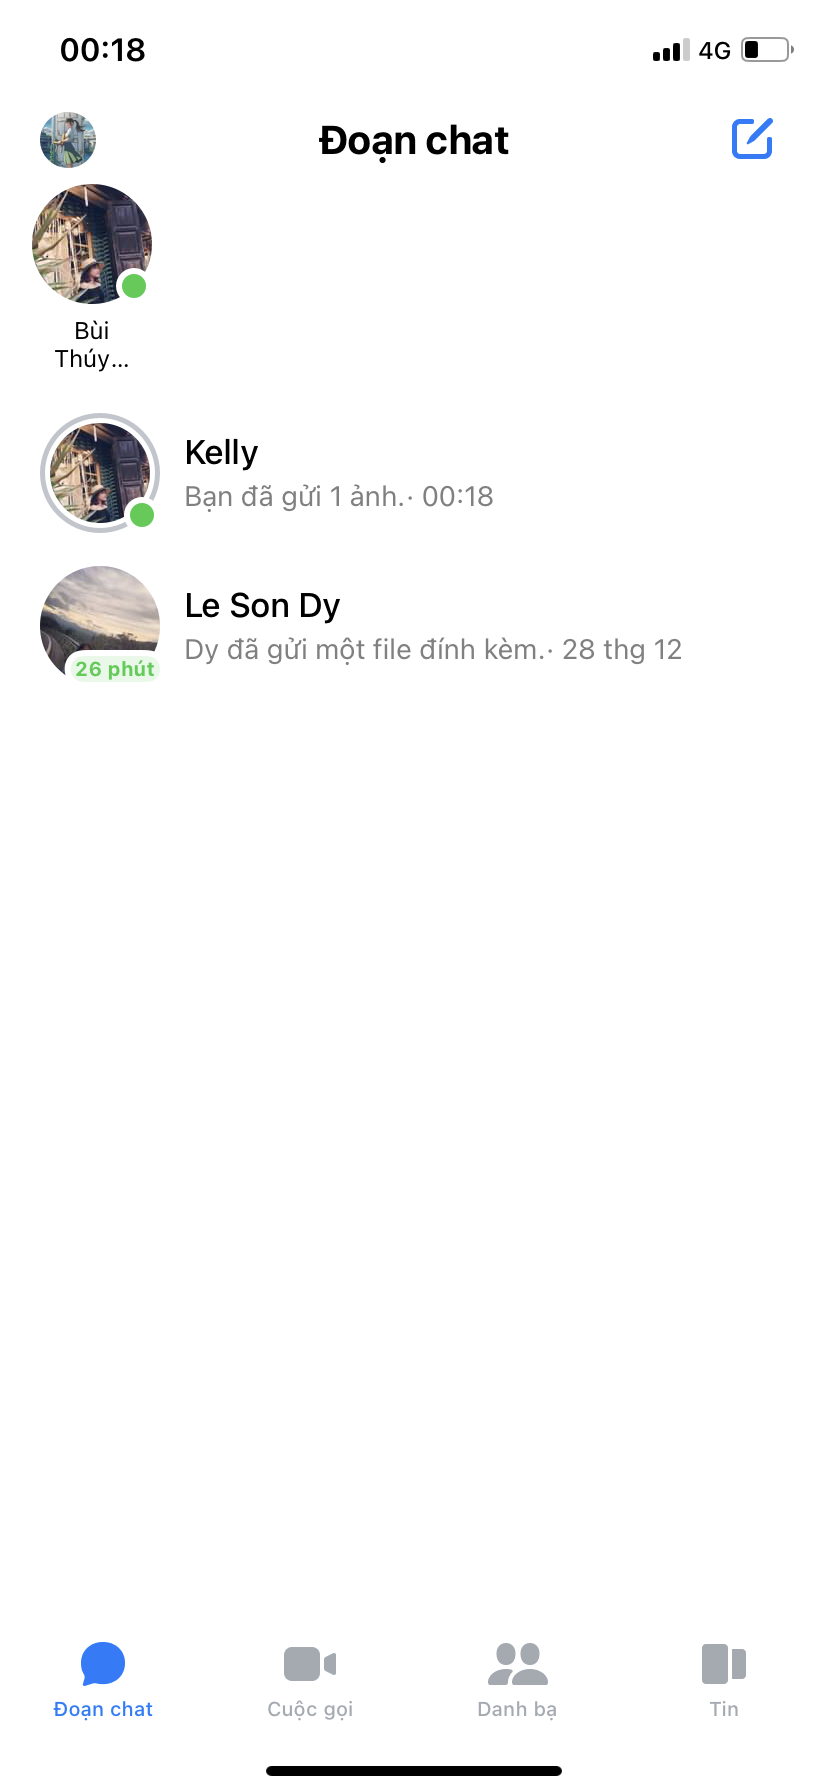 00:18
4G
Đoạn chat
Bùi
Thúy...
Kelly
Bạn đã gửi 1 ảnh.· 00:18
Le Son Dy
Dy đã gửi một file đính kèm.· 28 thg 12
26 phút
Đoạn chat
Cuộc gọi
Danh bạ
Tin